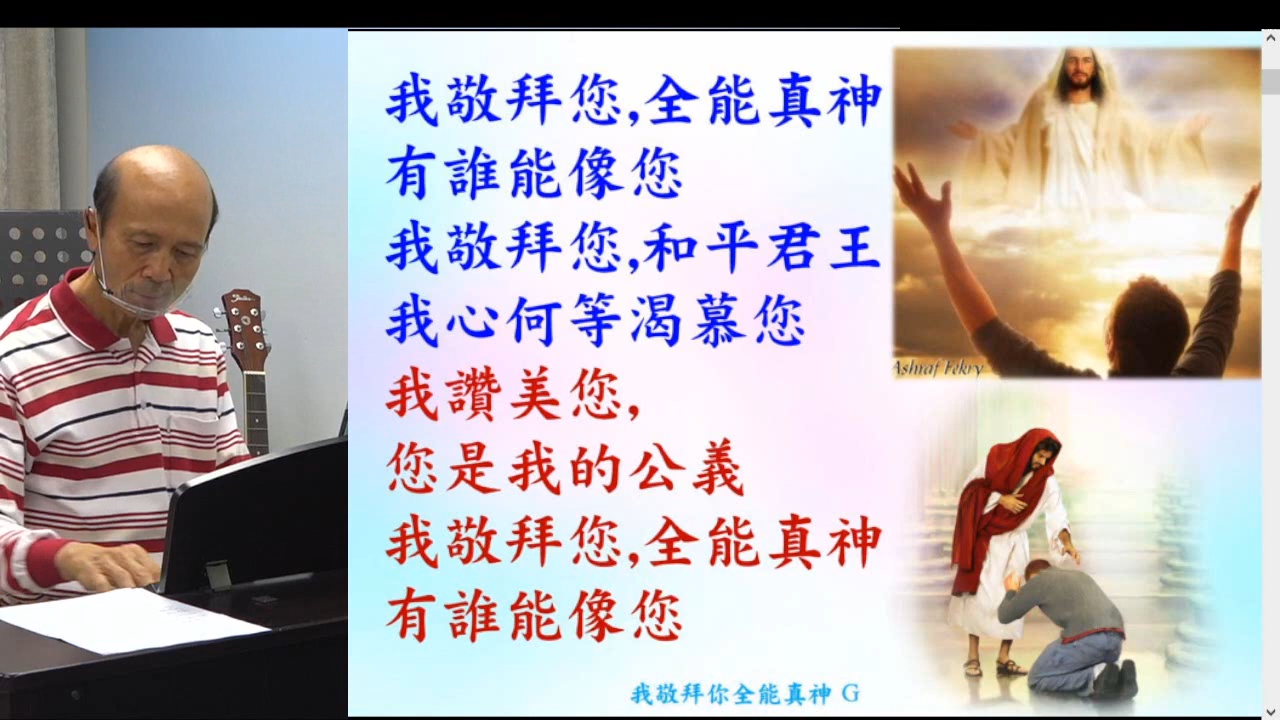 我敬拜您,全能真神
有誰能像您
我敬拜您,和平君王
我心何等渴慕您
我讚美您,
您是我的公義
我敬拜您,全能真神
有誰能像您
Ashraf Fekry
我敬拜你全能真神 G